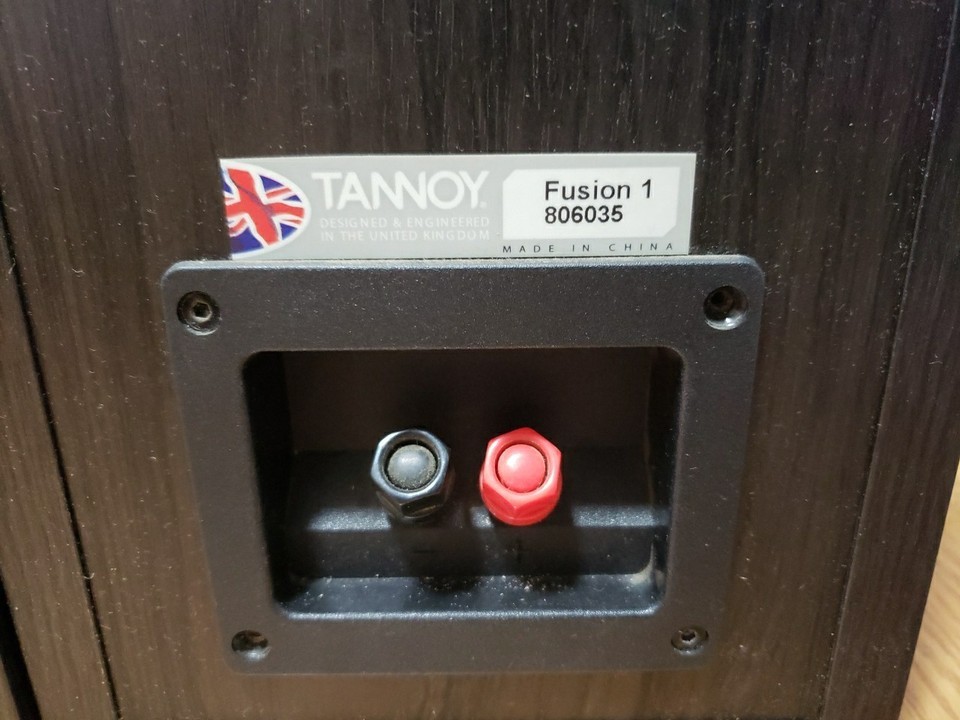 TANNOY®
DESIGNED & ENGINEERED
IN THE UNITED KINGDOM
Fusion 1
806035
MADE IN CHINA
- +